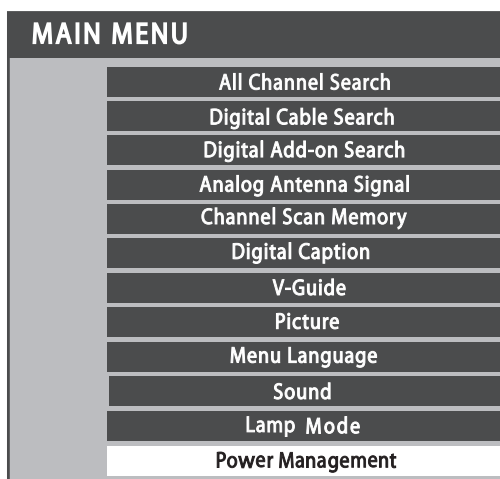 MAIN MENU
All Channel Search
Digital Cable Search
Digital Add-on Search
Analog Antenna Signal
Channel Scan Memory
Digital Caption
V-Guide
Picture
Menu Language
Sound
Lamp Mode
Power Management